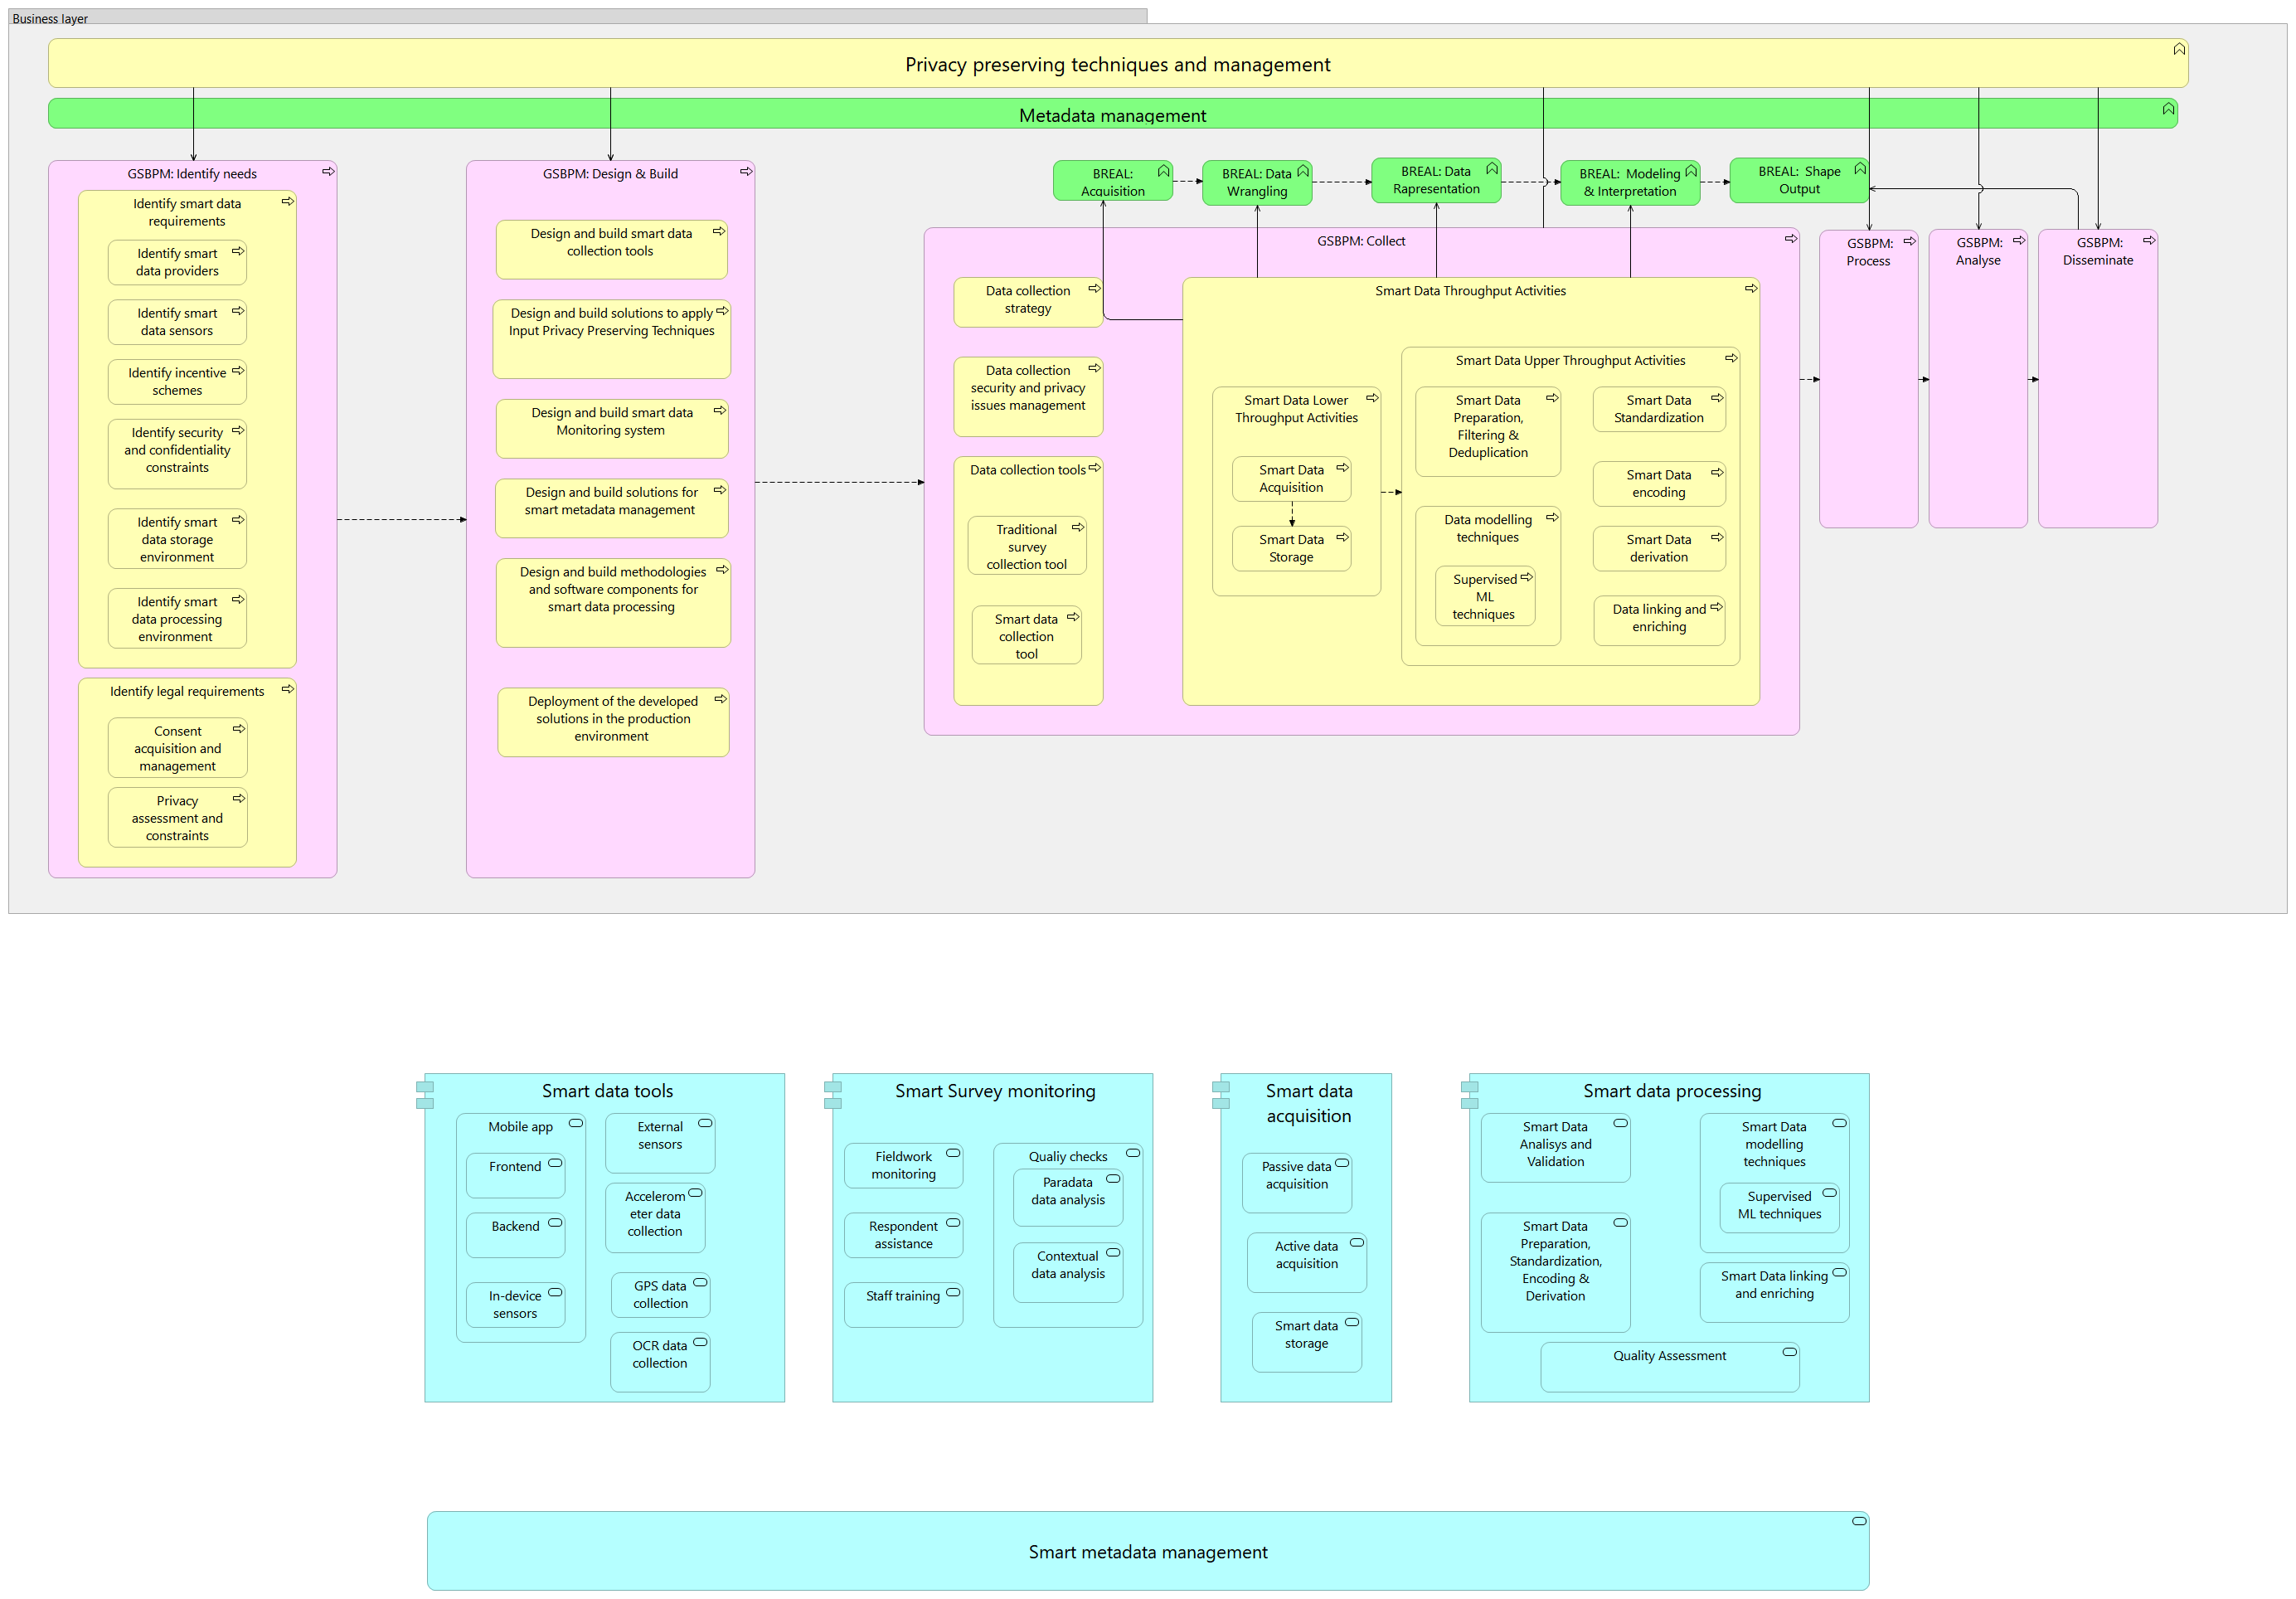 Business layer
Privacy preserving techniques and management
Metadata management
GSBPM: Identify needs
Identify smart data
requirements
Identify smart
data providers
Identify smart
data sensors
Identify incentive
schemes
Identify security
and confidentiality
constraints
Identify smart
data storage
environment
Identify smart
data processing
environment
Identify legal requirements
Consent
acquisition and
management
Privacy
assessment and
constraints
GSBPM: Design & Build
Design and build smart data
collection tools
Design and build solutions to apply
Input Privacy Preserving Techniques
Design and build smart data
Monitoring system
Design and build solutions for
smart metadata management
Design and build methodologies
and software components for
smart data processing
Deployment of the developed
solutions in the production
environment
BREAL:
Acquisition
BREAL: Data
Wrangling
BREAL: Data
Rapresentation
BREAL: Modeling
& Interpretation
BREAL: Shape
Output
GSBPM: Collect
Data collection
strategy
Data collection
security and privacy
issues management
Data collection tools
Traditional
survey
collection tool
Smart data
collection
tool
Smart Data Throughput Activities
Smart Data Lower
Throughput Activities
Smart Data
Acquisition
Smart Data
Storage
Smart Data Upper Throughput Activities
Smart Data
Preparation,
Filtering &
Deduplication
Data modelling
techniques
Supervised
ML
techniques
Smart Data
Standardization
Smart Data
encoding
Smart Data
derivation
Data linking and
enriching
GSBPM:
Process
GSBPM:
Analyse
GSBPM:
Disseminate
Smart data tools
Mobile app
Frontend
Backend
In-device
sensors
External
sensors
Accelerom
eter data
collection
GPS data
collection
OCR data
collection
Smart Survey monitoring
Fieldwork
monitoring
Respondent
assistance
Staff training
Qualiy checks
Paradata
data analysis
Contextual
data analysis
Smart data
acquisition
Passive data
acquisition
Active data
acquisition
Smart data
storage
Smart data processing
Smart Data
Analisys and
Validation
Smart Data
Preparation,
Standardization,
Encoding &
Derivation
Smart Data
modelling
techniques
Supervised
ML techniques
Smart Data linking
and enriching
Quality Assessment
Smart metadata management